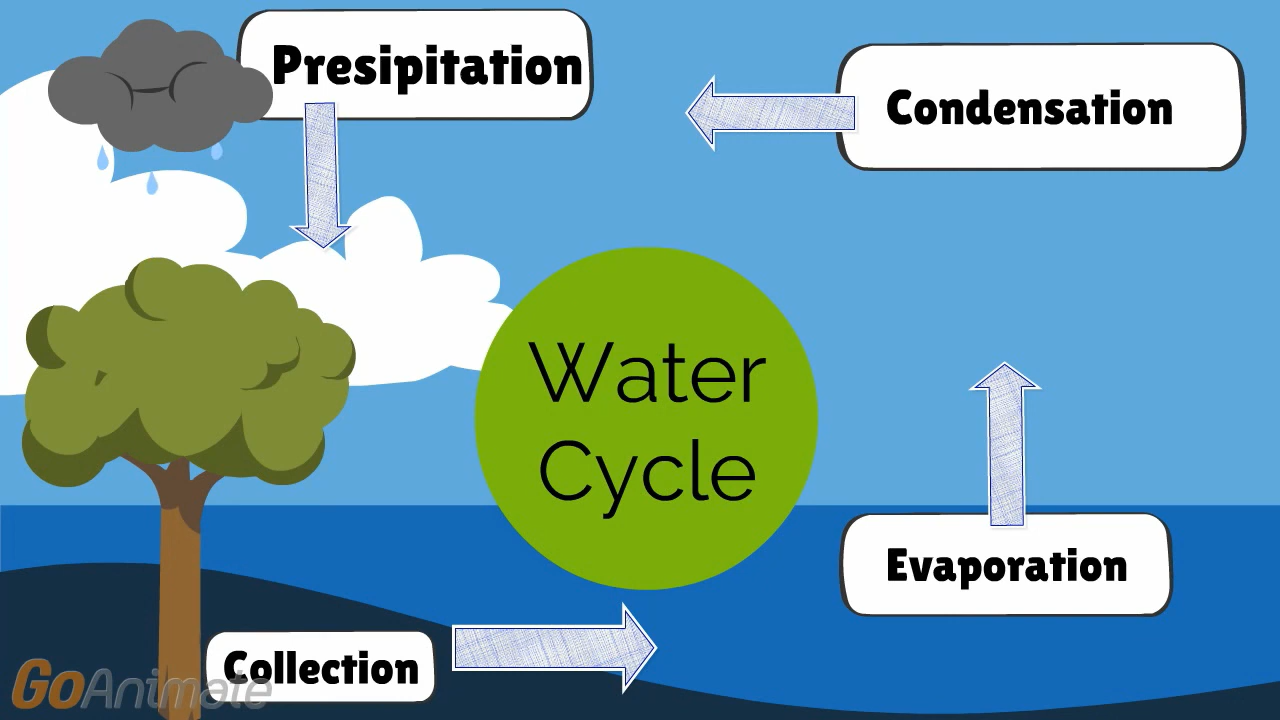 Presipitation
Condensation
Water
Cycle
Evaporation
Collection
GoAnimate